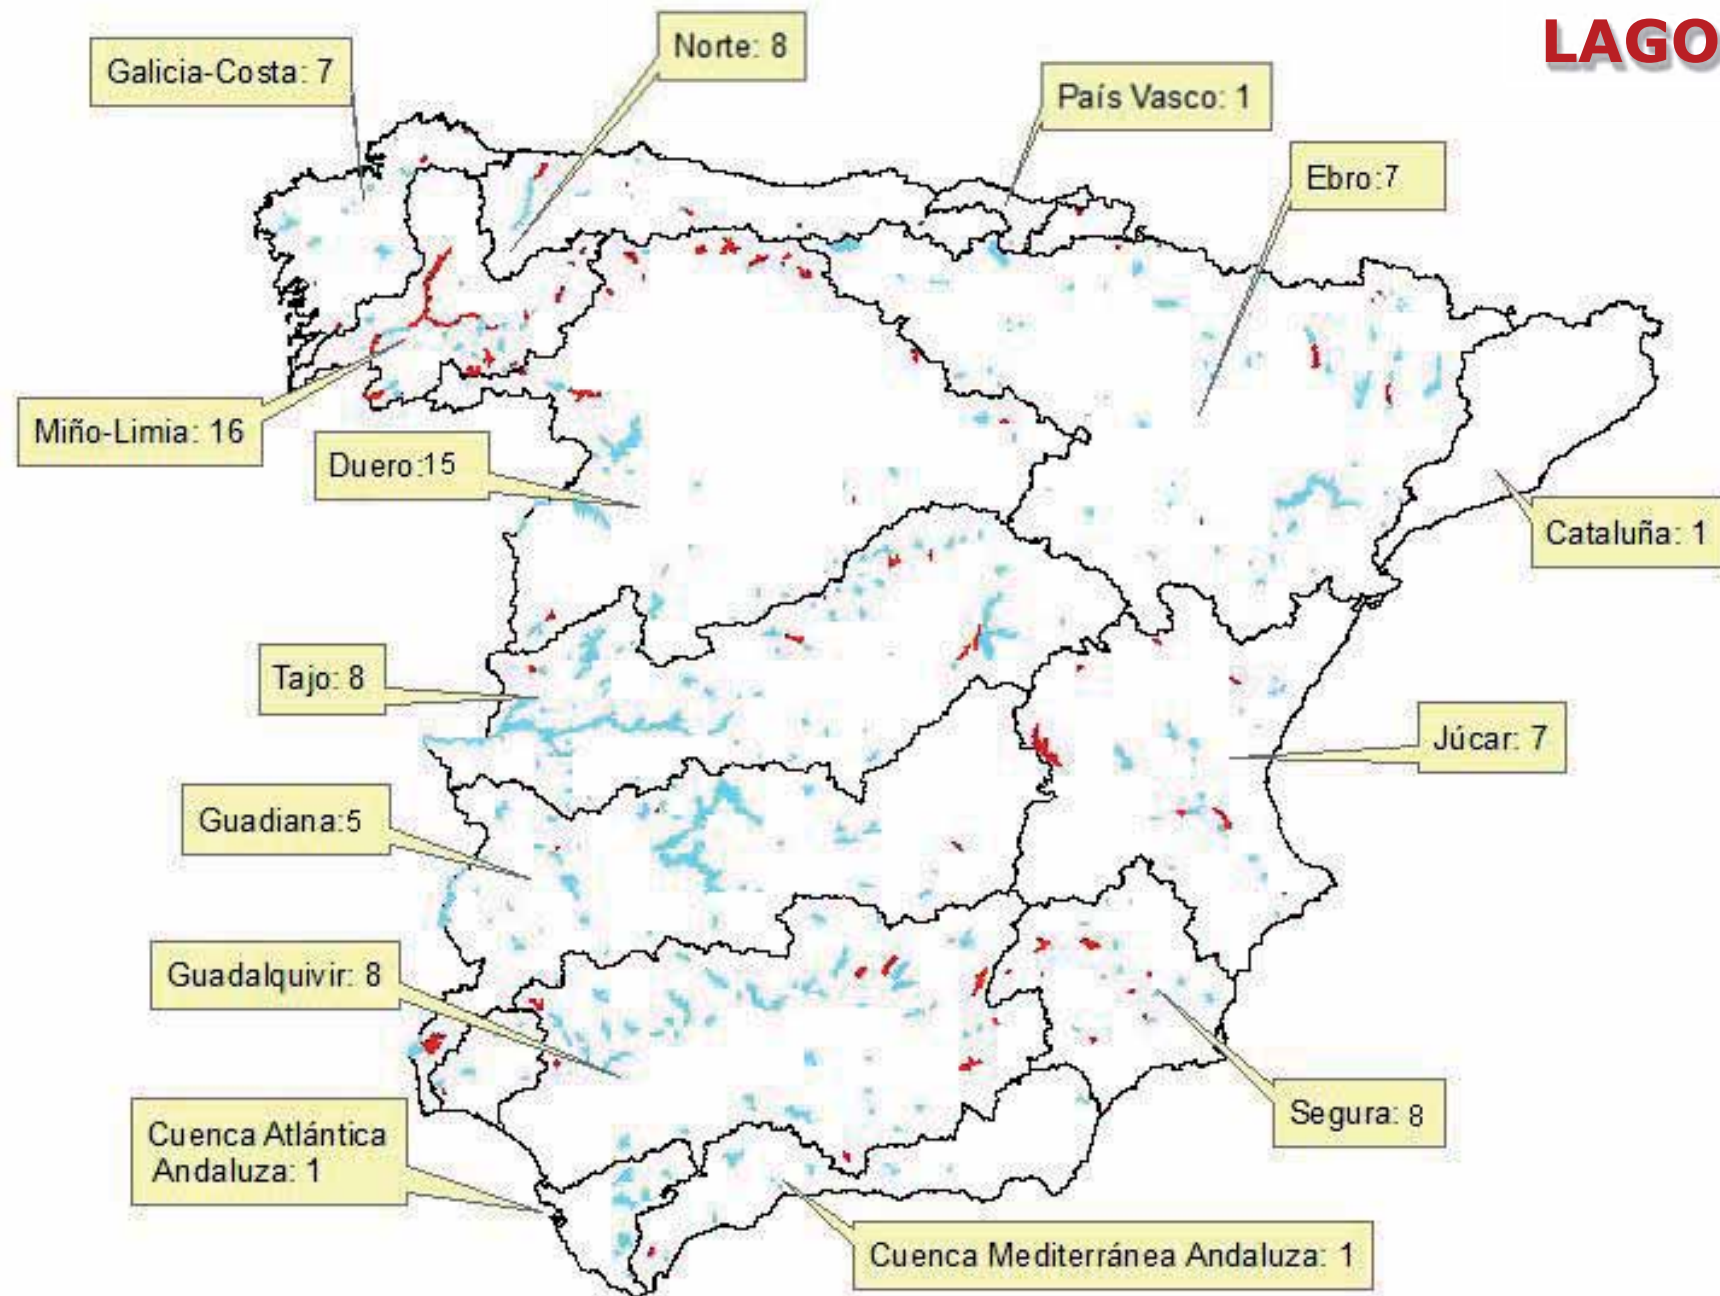 LAGO
Norte: 8
Galicia-Costa: 7
País Vasco: 1
Ebro:7
Miño-Limia: 16
Duero:15
Cataluña: 1
Tajo: 8
Júcar: 7
Guadiana:5
Guadalquivir: 8
Segura: 8
Cuenca Atlántica
Andaluza: 1
Cuenca Mediterránea Andaluza: 1